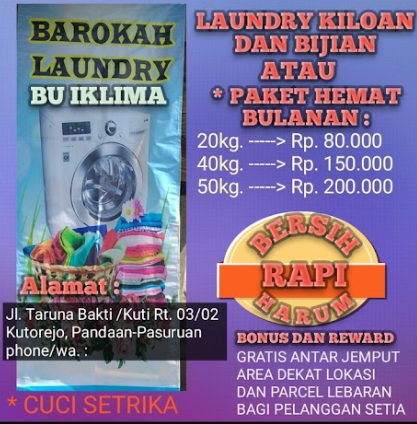 BAROKAH
LAUNDRY
BU IKLIMA
Alamat :
Jl. Taruna Bakti /Kuti Rt. 03/02
Kutorejo, Pandaan-Pasuruan
phone/wa. :
* CUCI SETRIKA
LAUNDRY KILOAN
DAN BIJIAN
ATAU
* PAKET HEMAT
BULANAN :
20kg. -----> Rp. 80.000
40kg. -----> Rp. 150.000
50kg. -----> Rp. 200.000
BERSIH
RAPI
HARUM
BONUS DAN REWARD
GRATIS ANTAR JEMPUT
AREA DEKAT LOKASI
DAN PARCEL LEBARAN
BAGI PELANGGAN SETIA